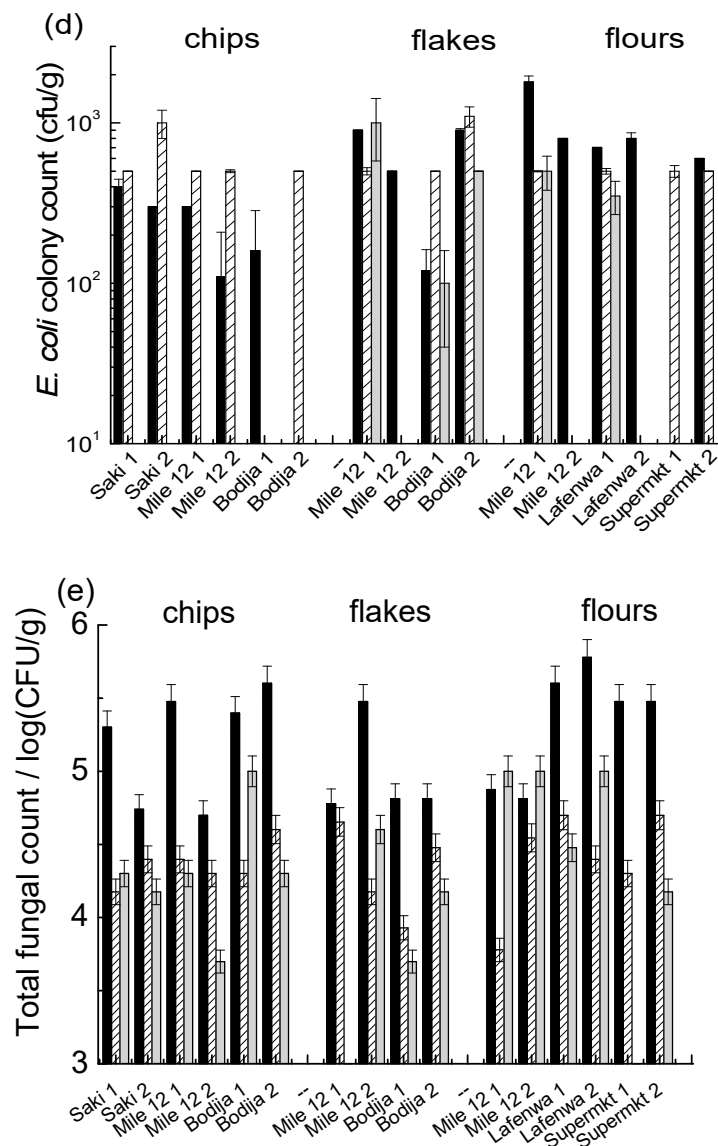 (d)
chips flakes flours
E. coli colony count (cfu/g)
10³
10²
10¹
Saki 1 Saki 2 Mile 12 1 Mile 12 2 Bodija 1 Bodija 2 -- Mile 12 1 Mile 12 2 Bodija 1 Bodija 2 -- Mile 12 1 Mile 12 2 Lafenwa 1 Lafenwa 2 Supermkt 1 Supermkt 2
(e)
chips flakes flours
Total fungal count / log(CFU/g)
6
5
4
3
Saki 1 Saki 2 Mile 12 1 Mile 12 2 Bodija 1 Bodija 2 -- Mile 12 1 Mile 12 2 Bodija 1 Bodija 2 -- Mile 12 1 Mile 12 2 Lafenwa 1 Lafenwa 2 Supermkt 1 Supermkt 2